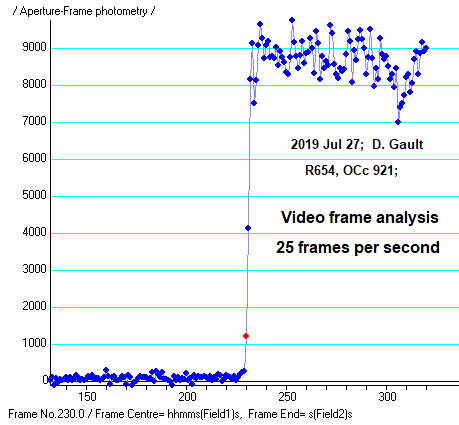 / Aperture-Frame photometry /
9000
8000
7000
6000
5000
4000
3000
2000
1000
0
2019 Jul 27; D. Gault
R654, OCc 921;
Video frame analysis
25 frames per second
150 200 250 300
Frame No.230.0 / Frame Centre= hhmms(Field1)s, Frame End= s(Field2)s